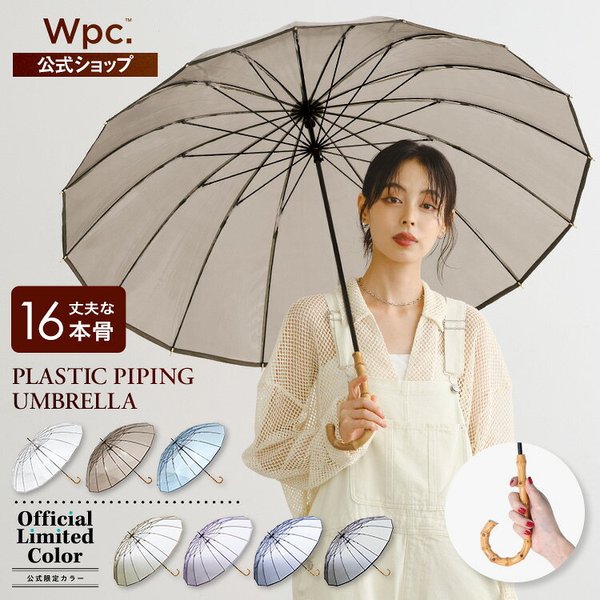 Wpc.™
公式ショップ
16
丈夫な
本骨
PLASTIC PIPING
UMBRELLA
Official
Limited
Color
公式限定カラー